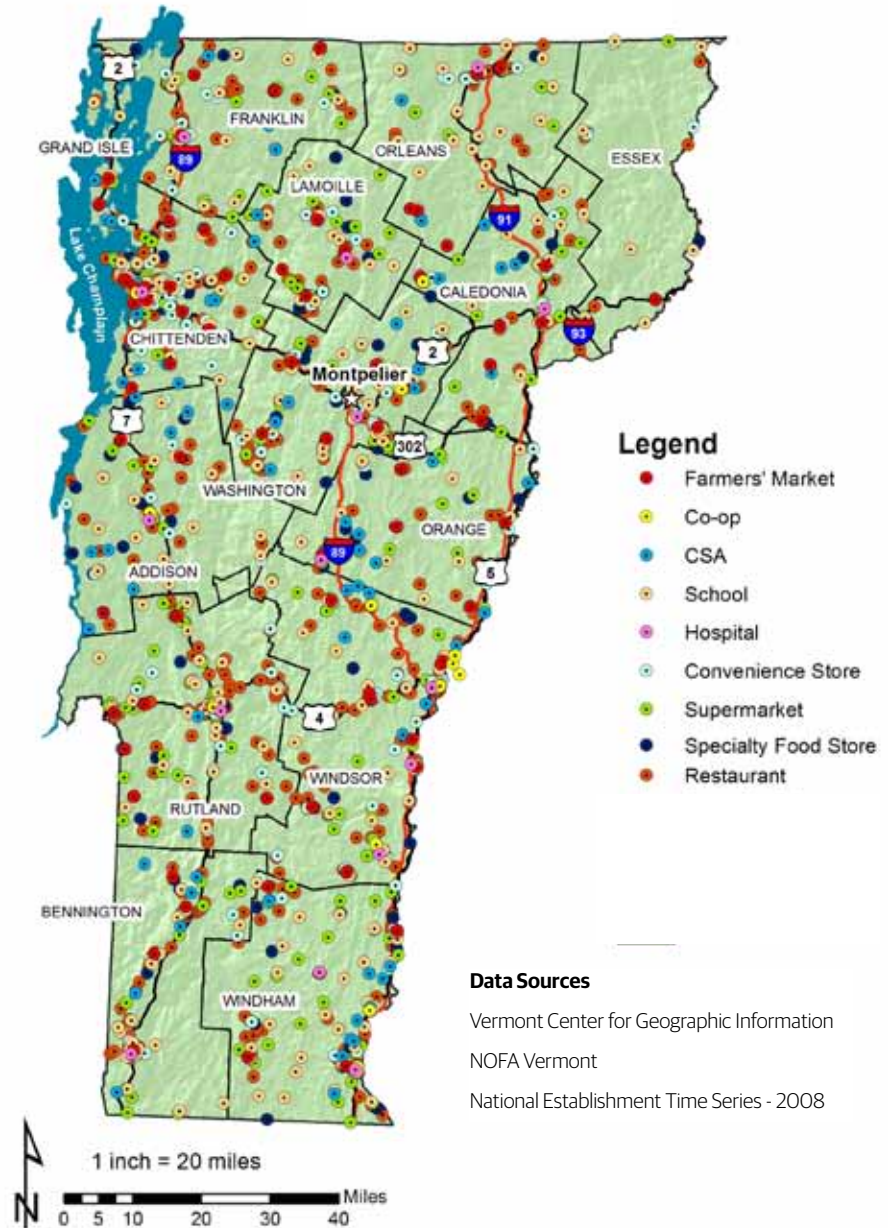 2
FRANKLIN
GRAND ISLE
89
ORLEANS
ESSEX
LAMOILLE
91
Lake Champlain
CALEDONIA
CHITTENDEN
93
2
Montpelier
7
302
WASHINGTON
ORANGE
89
5
ADDISON
4
WINDSOR
RUTLAND
BENNINGTON
WINDHAM
Legend
Farmers' Market
Co-op
CSA
School
Hospital
Convenience Store
Supermarket
Specialty Food Store
Restaurant
Data Sources
Vermont Center for Geographic Information
NOFA Vermont
National Establishment Time Series - 2008
N
1 inch = 20 miles
Miles
0 5 10 20 30 40